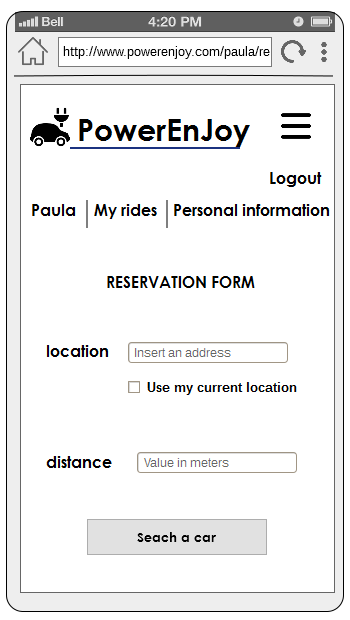 Bell 4:20 PM
http://www.powerenjoy.com/paula/re
PowerEnJoy
Logout
Paula My rides Personal information
RESERVATION FORM
location Insert an address
Use my current location
distance Value in meters
Seach a car